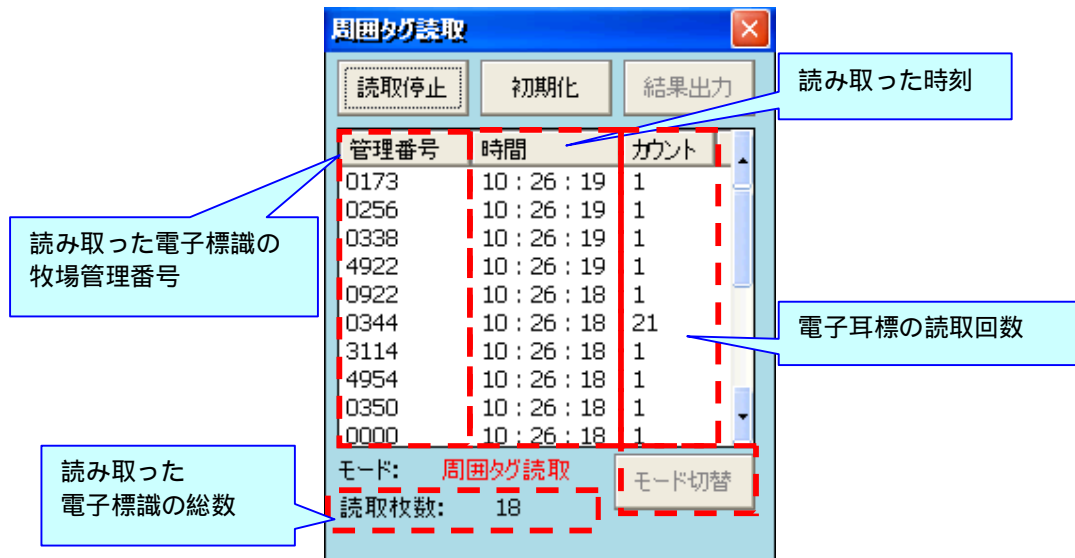 周囲タグ読取
読取停止
初期化
結果出力
読み取った時刻
管理番号 時間 カウント
0173 10:26:19 1
0256 10:26:19 1
0338 10:26:19 1
4922 10:26:19 1
0922 10:26:18 1
0344 10:26:18 21
3114 10:26:18 1
4954 10:26:18 1
0350 10:26:18 1
0000 10:26:18 1
読み取った電子標識の
牧場管理番号
電子耳標の読取回数
モード: 周囲タグ読取
モード切替
読取枚数: 18
読み取った
電子標識の総数